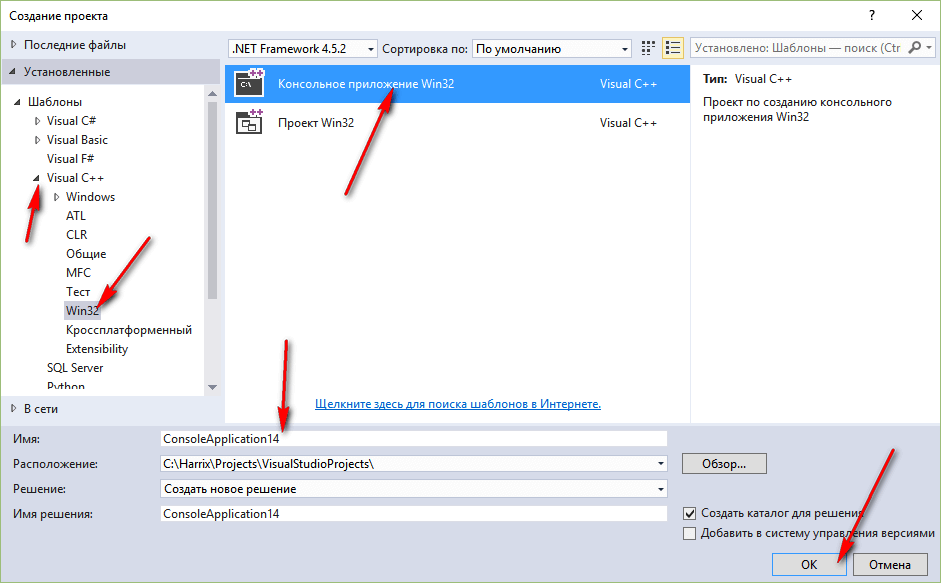 Создание проекта
?
Последние файлы
.NET Framework 4.5.2
Сортировка по:
По умолчанию
Установлено: Шаблоны — поиск (Ctr
Установленные
Шаблоны
Visual C#
Visual Basic
Visual F#
Visual C++
Windows
ATL
CLR
Общие
MFC
Тест
Win32
Кроссплатформенный
Extensibility
SQL Server
Python
В сети
C:\
Консольное приложение Win32
Visual C++
Проект Win32
Visual C++
Щелкните здесь для поиска шаблонов в Интернете.
Тип: Visual C++
Проект по созданию консольного
приложения Win32
Имя:
ConsoleApplication14
Расположение:
C:\Harrix\Projects\VisualStudioProjects\
Обзор...
Решение:
Создать новое решение
Имя решения:
ConsoleApplication14
Создать каталог для решения
Добавить в систему управления версиями
OK
Отмена